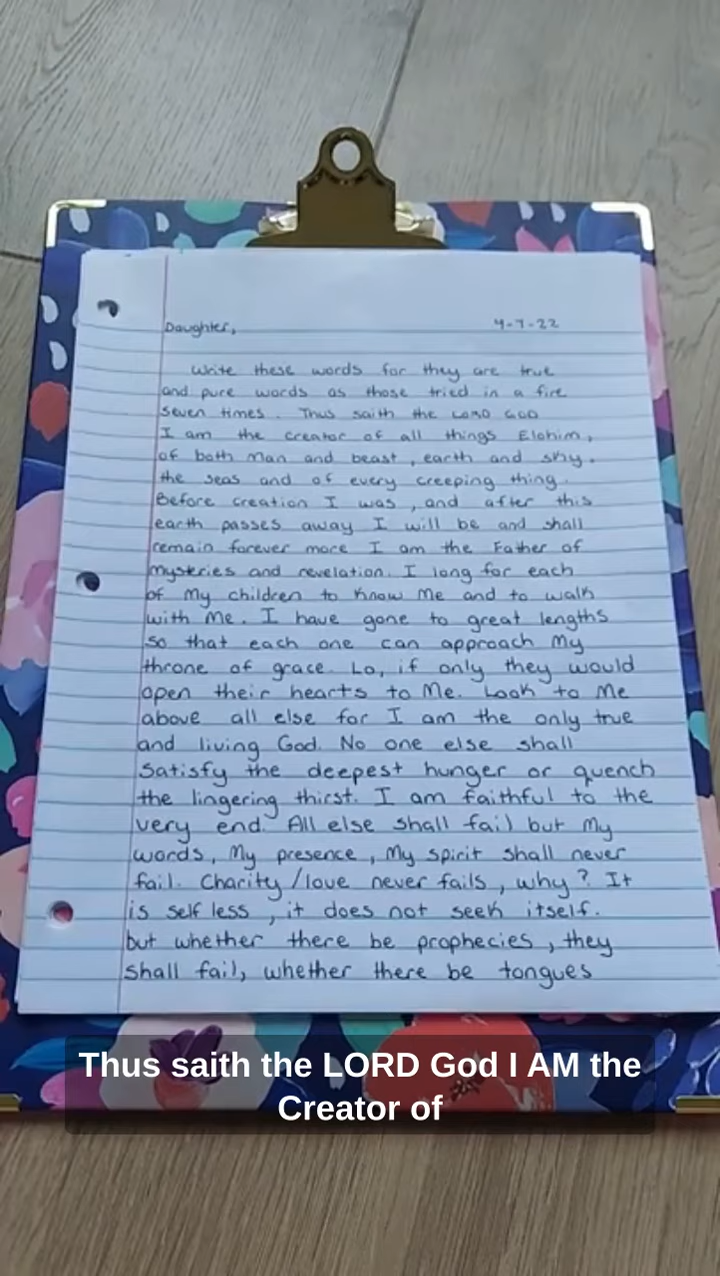 Daughter, 4-7-22
Write these words for they are true
and pure words as those tried in a fire
seven times. Thus saith the LORD GOD
I am the creator of all things Elohim,
of both man and beast, earth and sky.
the seas and of every creeping thing.
Before creation I was, and after this
earth passes away I will be and shall
remain forever more I am the Father of
mysteries and revelation. I long for each
of My children to know Me and to walk
with Me. I have gone to great lengths
so that each one can approach My
throne of grace. Lo, if only they would
open their hearts to Me. Look to Me
above all else for I am the only true
and living God. No one else shall
satisfy the deepest hunger or quench
the lingering thirst. I am faithful to the
very end. All else shall fail but My
words, My presence, My spirit shall never
fail. Charity/love never fails, why? It
is selfless, it does not seek itself.
but whether there be prophecies, they
shall fail, whether there be tongues
Thus saith the LORD God I AM the
Creator of